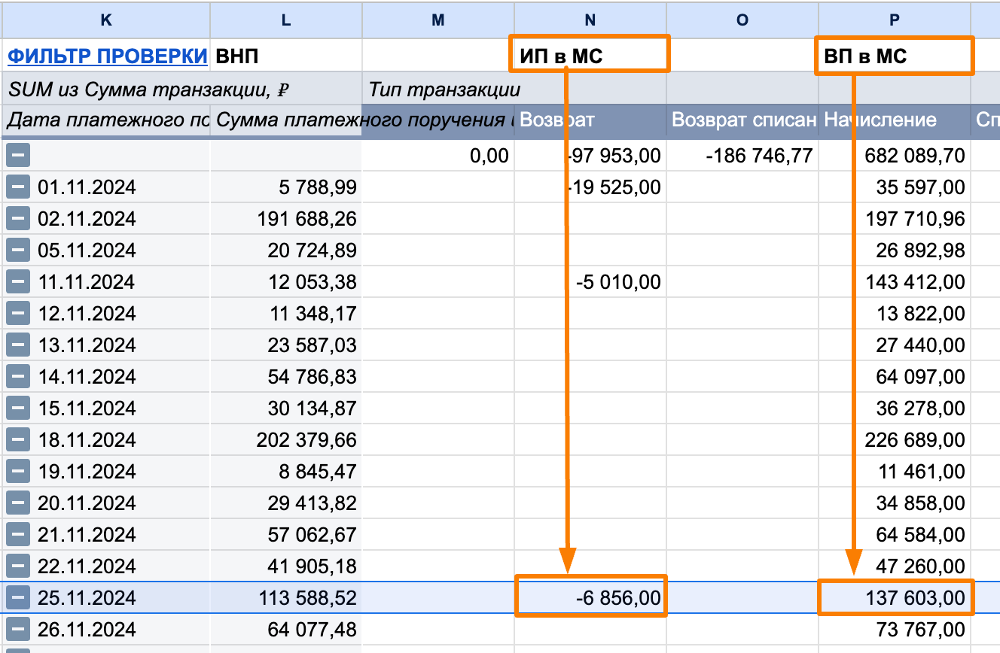 K L M N O P
ФИЛЬТР ПРОВЕРКИ ВНП ИП в МС ВП в МС
SUM из Сумма транзакции, ₽ Тип транзакции
Дата платежного по Сумма платежного поручения Возврат Возврат списан Начисление Сп
0,00 -97 953,00 -186 746,77 682 089,70
01.11.2024 5 788,99 -19 525,00 35 597,00
02.11.2024 191 688,26 197 710,96
05.11.2024 20 724,89 26 892,98
11.11.2024 12 053,38 -5 010,00 143 412,00
12.11.2024 11 348,17 13 822,00
13.11.2024 23 587,03 27 440,00
14.11.2024 54 786,83 64 097,00
15.11.2024 30 134,87 36 278,00
18.11.2024 202 379,66 226 689,00
19.11.2024 8 845,47 11 461,00
20.11.2024 29 413,82 34 858,00
21.11.2024 57 062,67 64 584,00
22.11.2024 41 905,18 47 260,00
25.11.2024 113 588,52 -6 856,00 137 603,00
26.11.2024 64 077,48 73 767,00